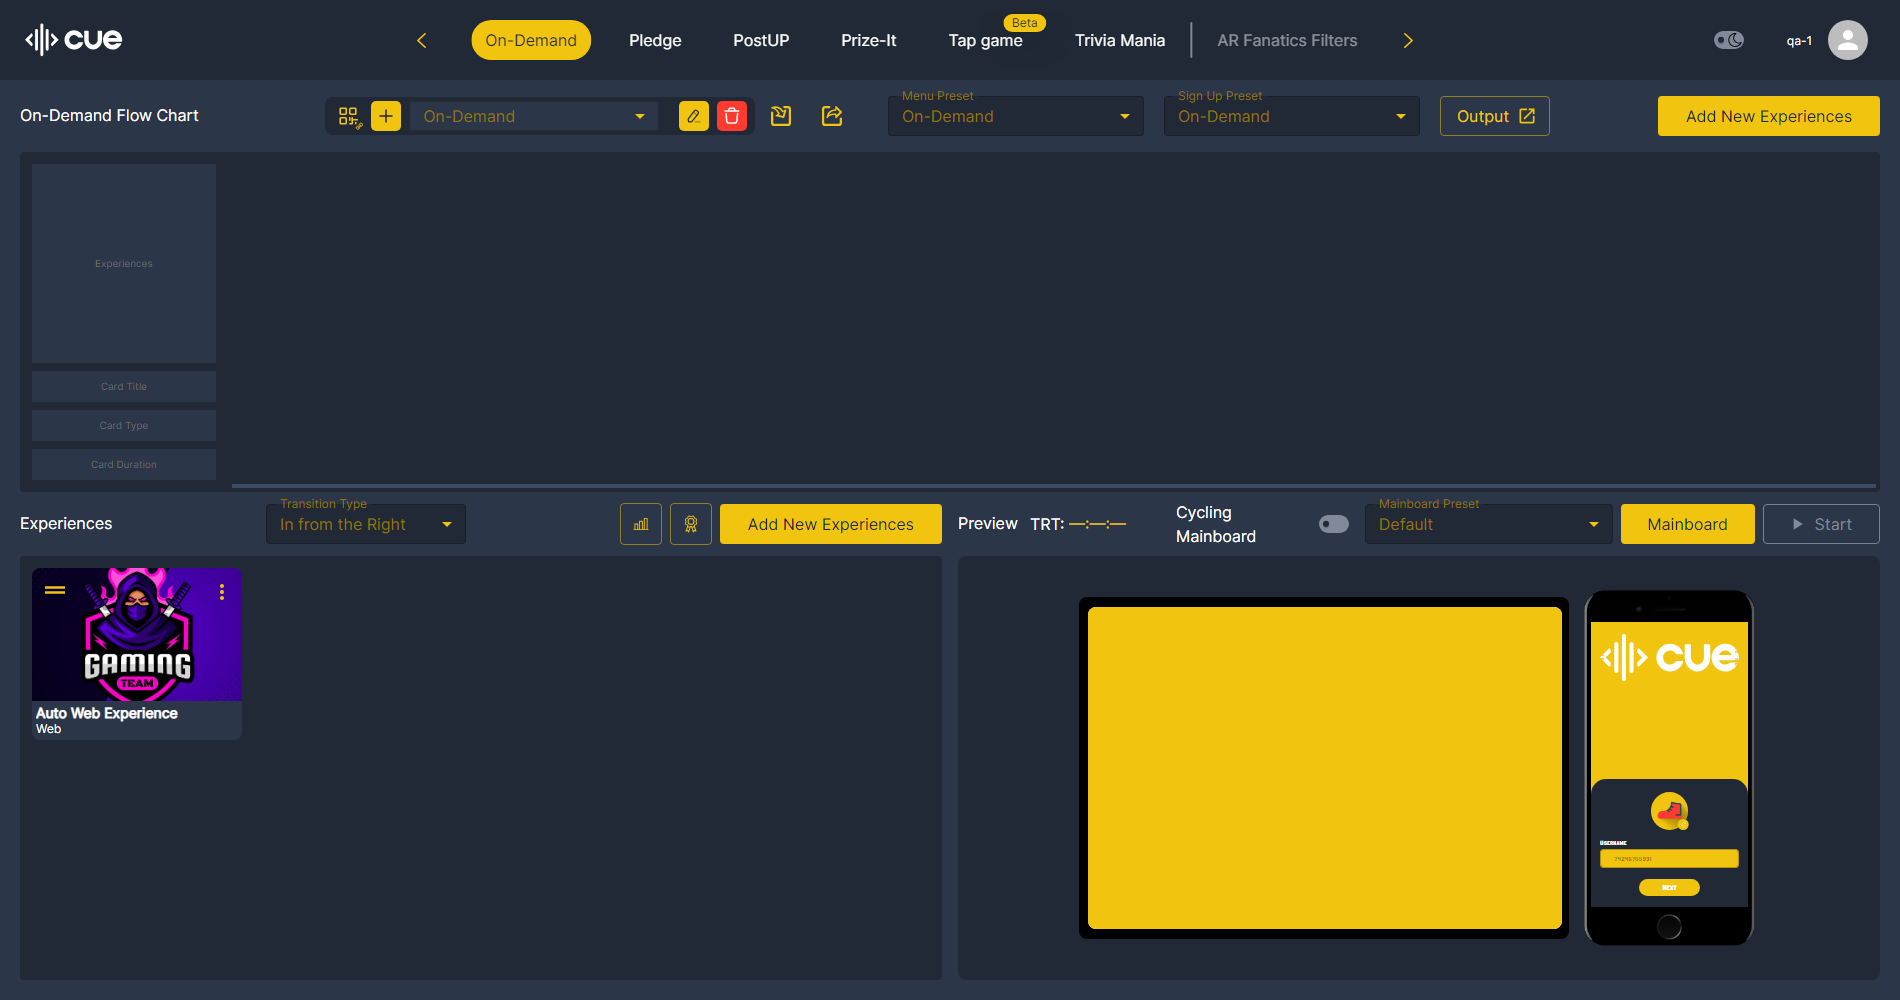 cue
On-Demand
Pledge
PostUP
Prize-It
Tap game
Beta
Trivia Mania
AR Fanatics Filters
qa-1
On-Demand Flow Chart
On-Demand
Menu Preset
On-Demand
Sign Up Preset
On-Demand
Output
Add New Experiences
Experiences
Card Title
Card Type
Card Duration
Experiences
Transition Type
In from the Right
Add New Experiences
Preview
TRT: —:—:—
Cycling
Mainboard
Mainboard Preset
Default
Mainboard
Start
GAMING
TEAM
Auto Web Experience
Web
cue
USERNAME
NEXT